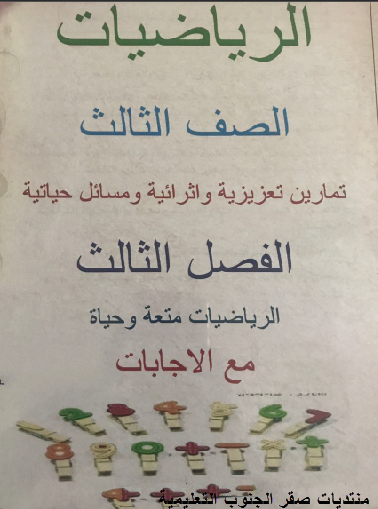 الرياضيات
الصف الثالث
تمارين تعزيزية واثرائية ومسائل حياتية
الفصل الثالث
الرياضيات متعة وحياة
مع الاجابات
منتديات صقر الجنوب التعليمية